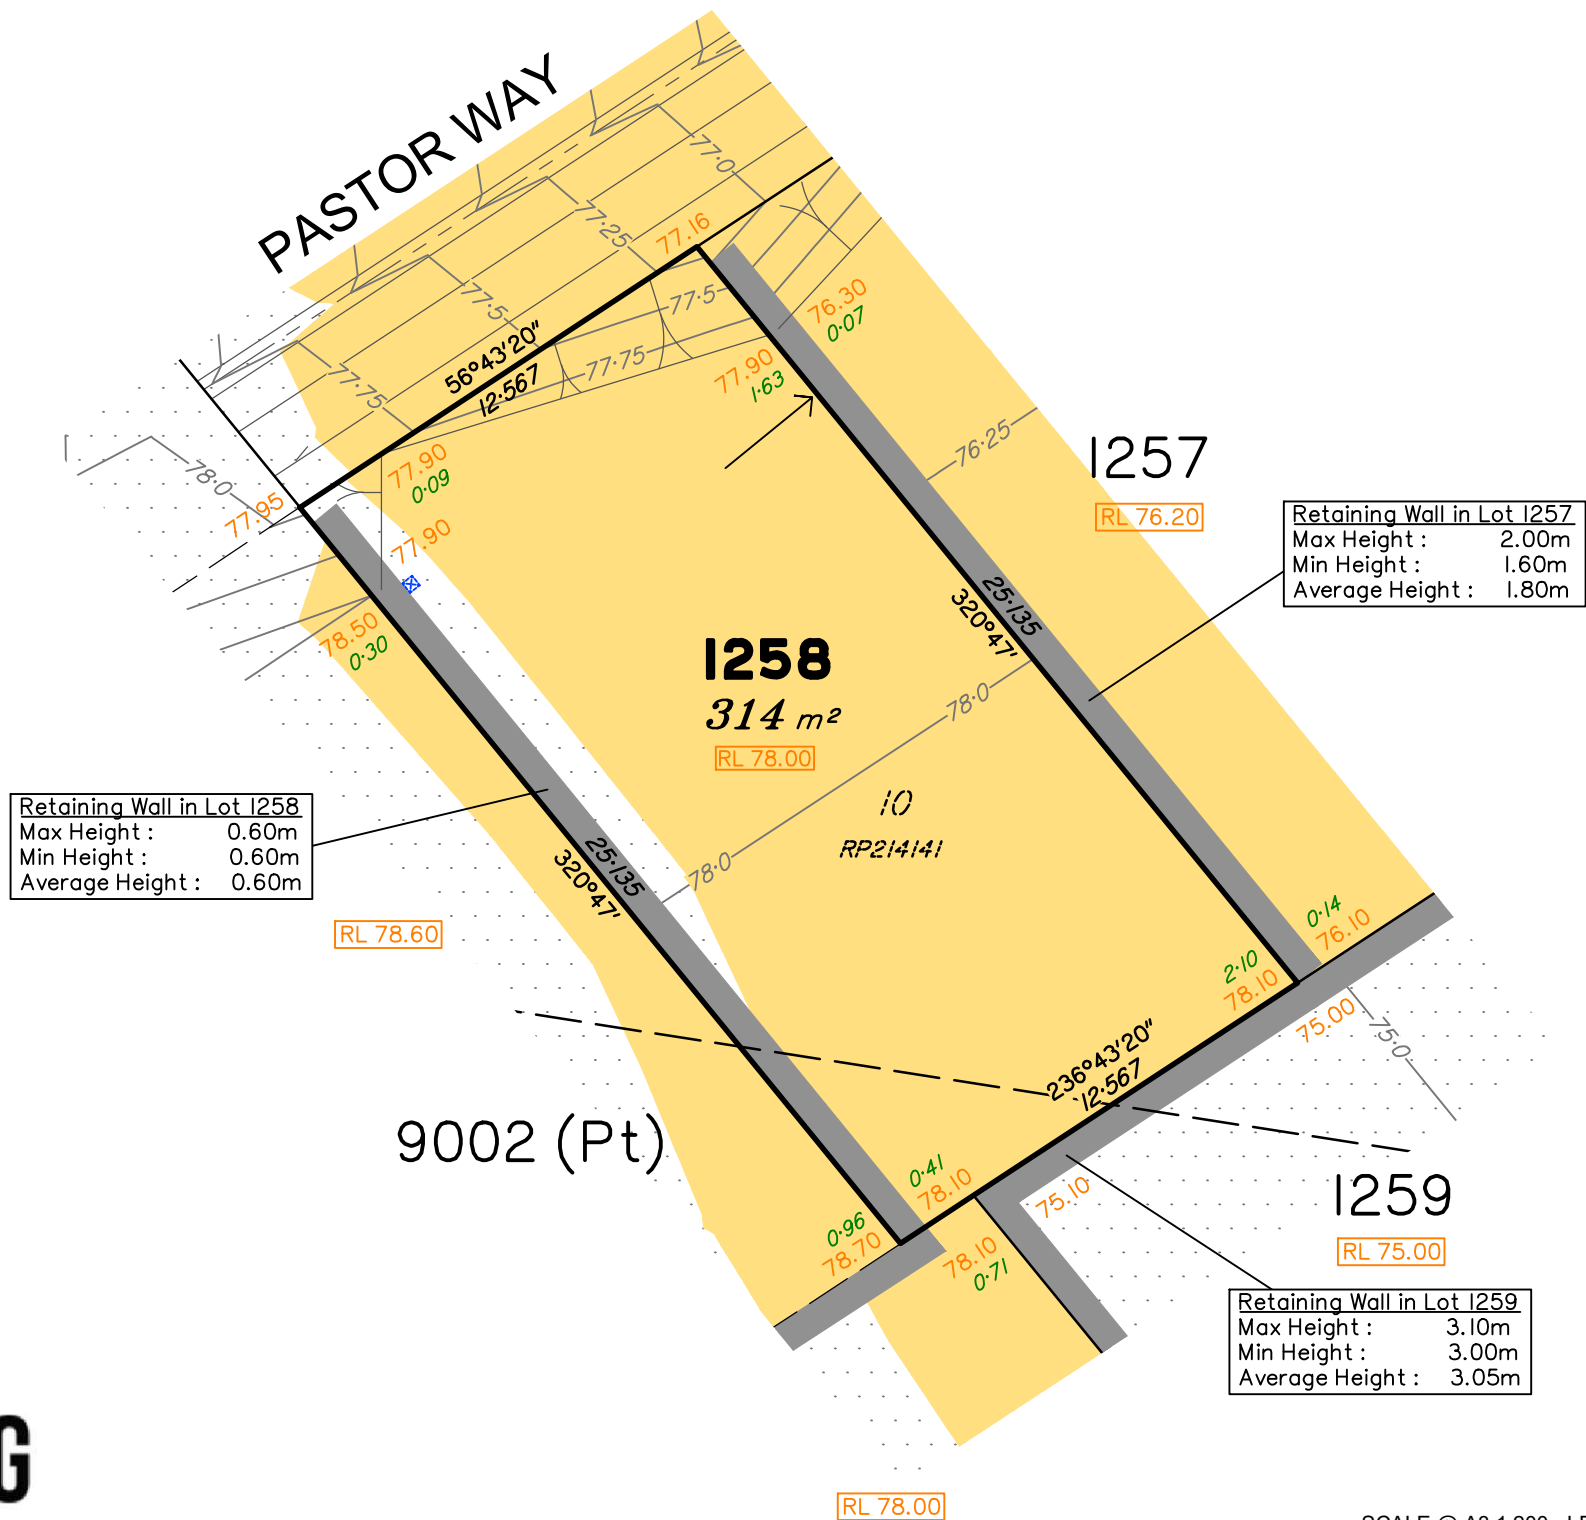 PASTOR WAY
77·0
77·25
77.16
77·5
77·5
76.30
0·07
56°43'20"
12·567
77·75
77·75
77.90
1·63
77.90
0·09
76·25
1257
RL 76.20
78·0
77.95
77.90
Retaining Wall in Lot 1257
Max Height : 2.00m
Min Height : 1.60m
Average Height : 1.80m
78.50
0·30
25·135
320°47'
1258
314 m²
RL 78.00
78·0
10
RP214141
Retaining Wall in Lot 1258
Max Height : 0.60m
Min Height : 0.60m
Average Height : 0.60m
25·135
320°47'
78·0
RL 78.60
0·14
76.10
2·10
78.10
75.00
75·0
236°43'20"
12·567
9002 (Pt)
0·41
78.10
75.10
1259
RL 75.00
0·96
78.70
78.10
0·71
Retaining Wall in Lot 1259
Max Height : 3.10m
Min Height : 3.00m
Average Height : 3.05m
G
RL 78.00